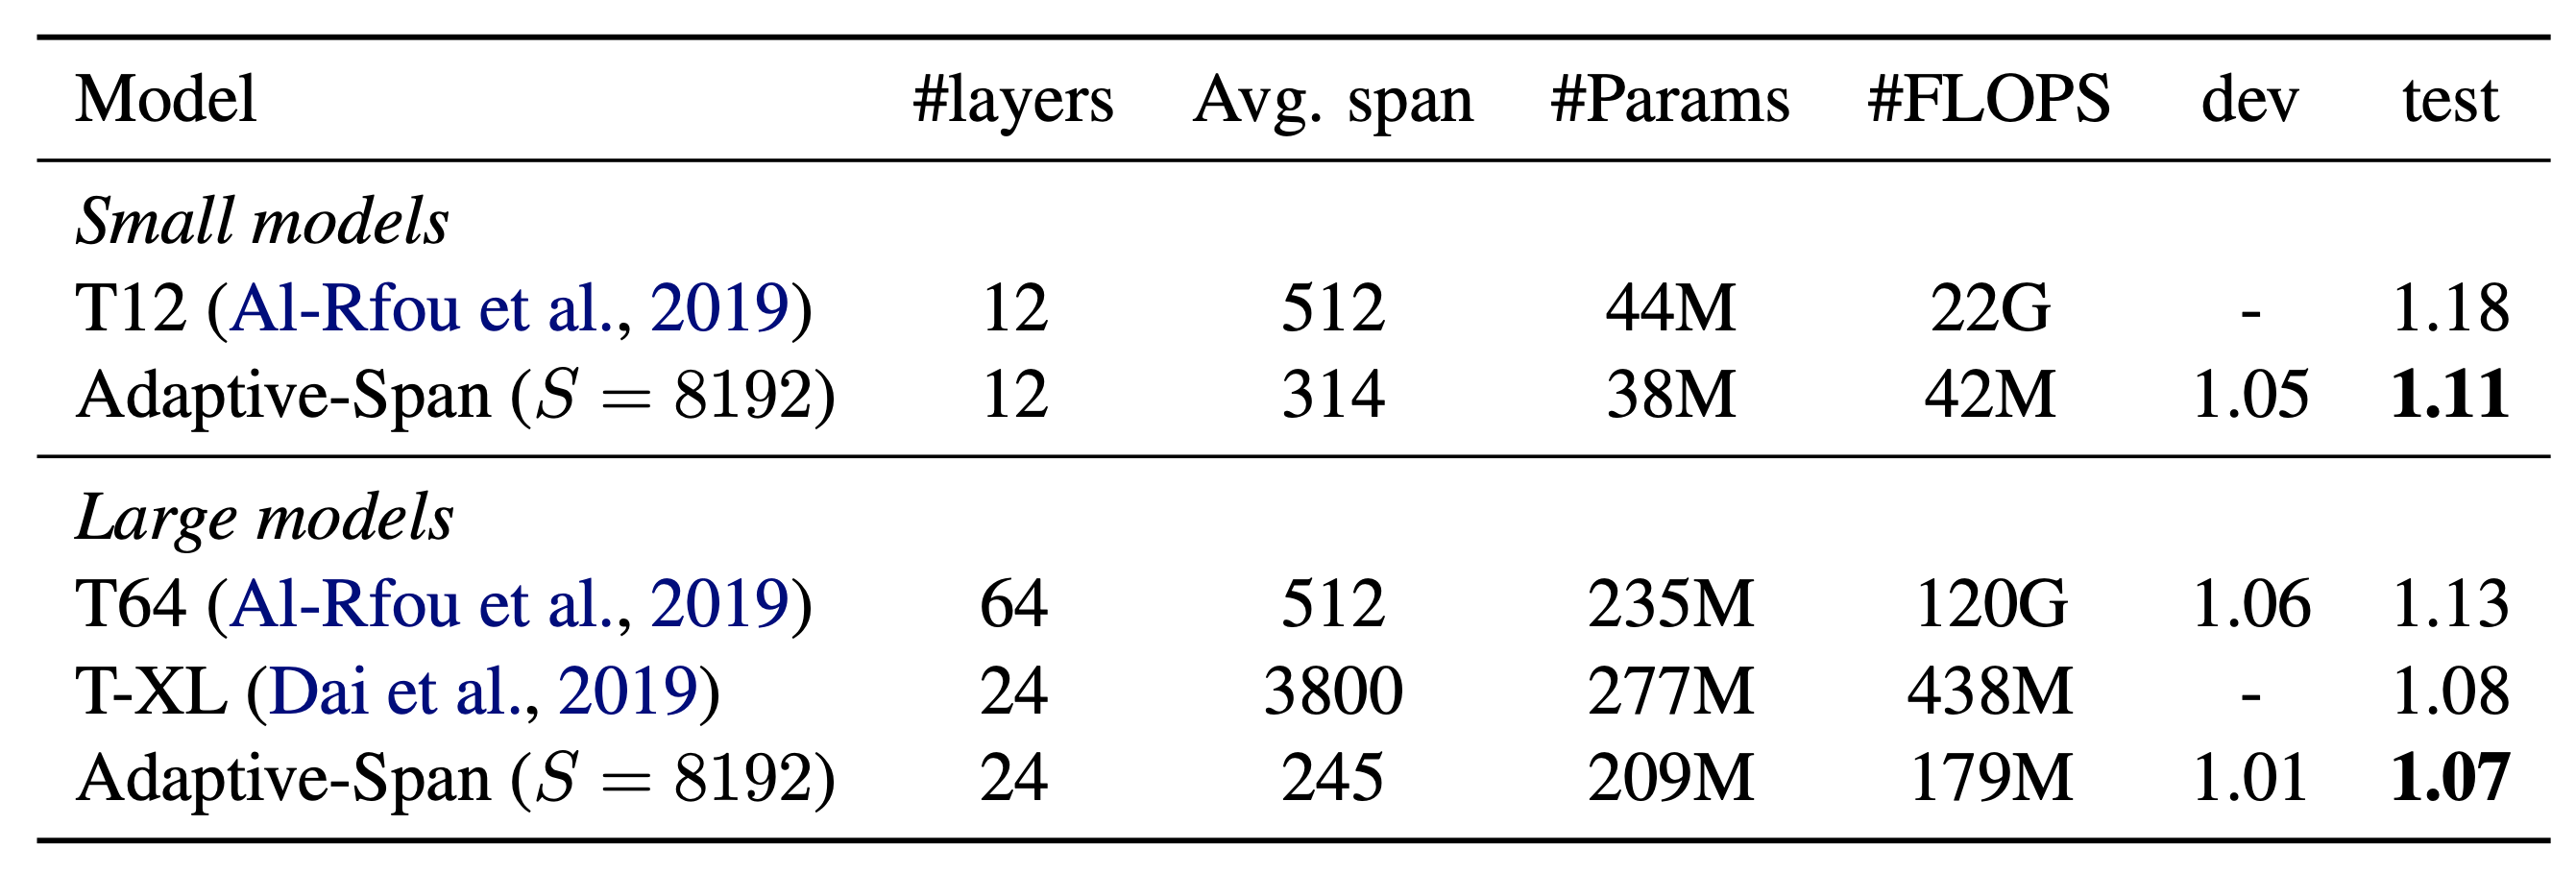 Model #layers Avg. span #Params #FLOPS dev test
Small models
T12 (Al-Rfou et al., 2019) 12 512 44M 22G - 1.18
Adaptive-Span (S = 8192) 12 314 38M 42M 1.05 1.11
Large models
T64 (Al-Rfou et al., 2019) 64 512 235M 120G 1.06 1.13
T-XL (Dai et al., 2019) 24 3800 277M 438M - 1.08
Adaptive-Span (S = 8192) 24 245 209M 179M 1.01 1.07